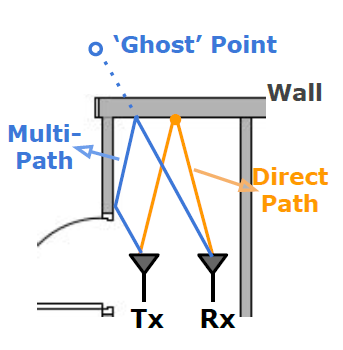 ‘Ghost’ Point
Wall
Multi–
Path
Direct
Path
Tx
Rx